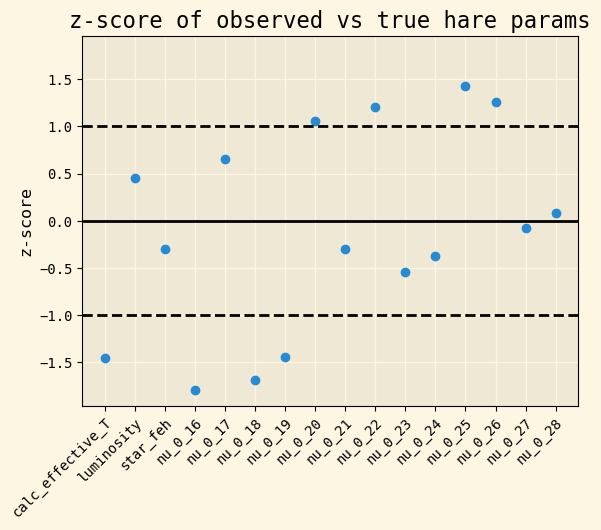 z-score of observed vs true hare params
z-score
1.5
1.0
0.5
0.0
−0.5
−1.0
−1.5
calc_effective_T
luminosity
star_feh
nu_0_16
nu_0_17
nu_0_18
nu_0_19
nu_0_20
nu_0_21
nu_0_22
nu_0_23
nu_0_24
nu_0_25
nu_0_26
nu_0_27
nu_0_28